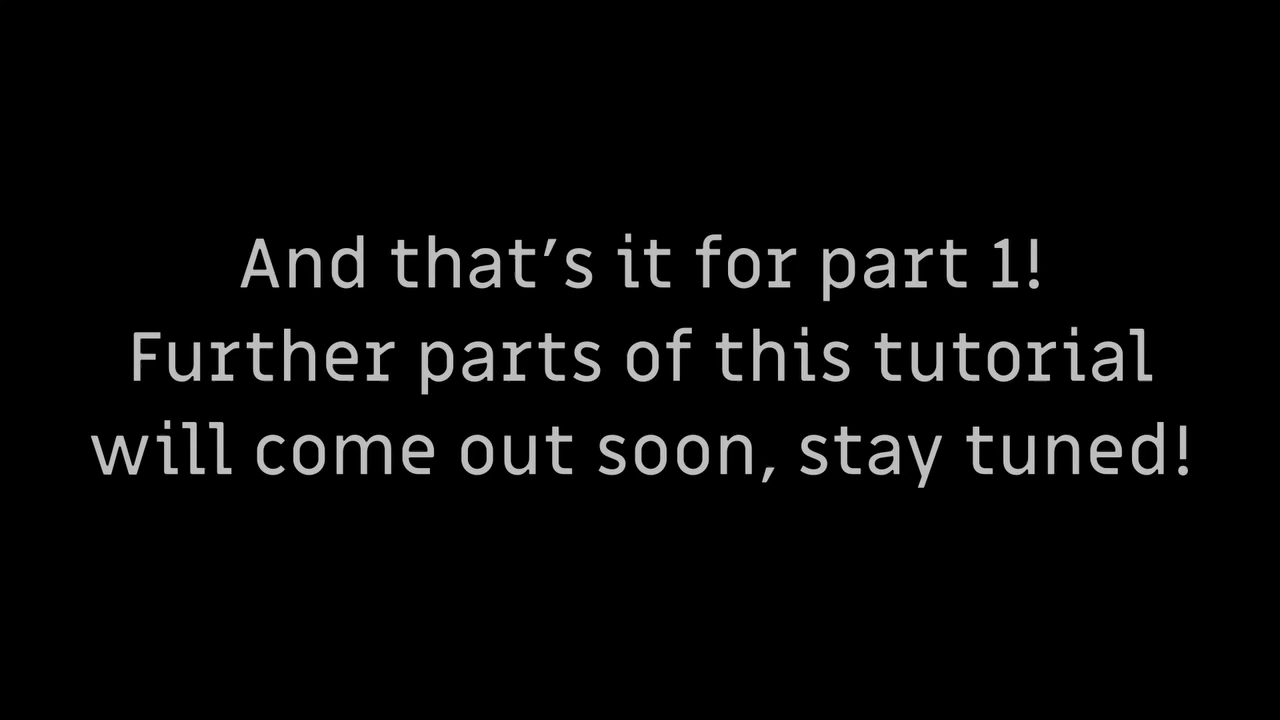 And that’s it for part 1!
Further parts of this tutorial
will come out soon, stay tuned!